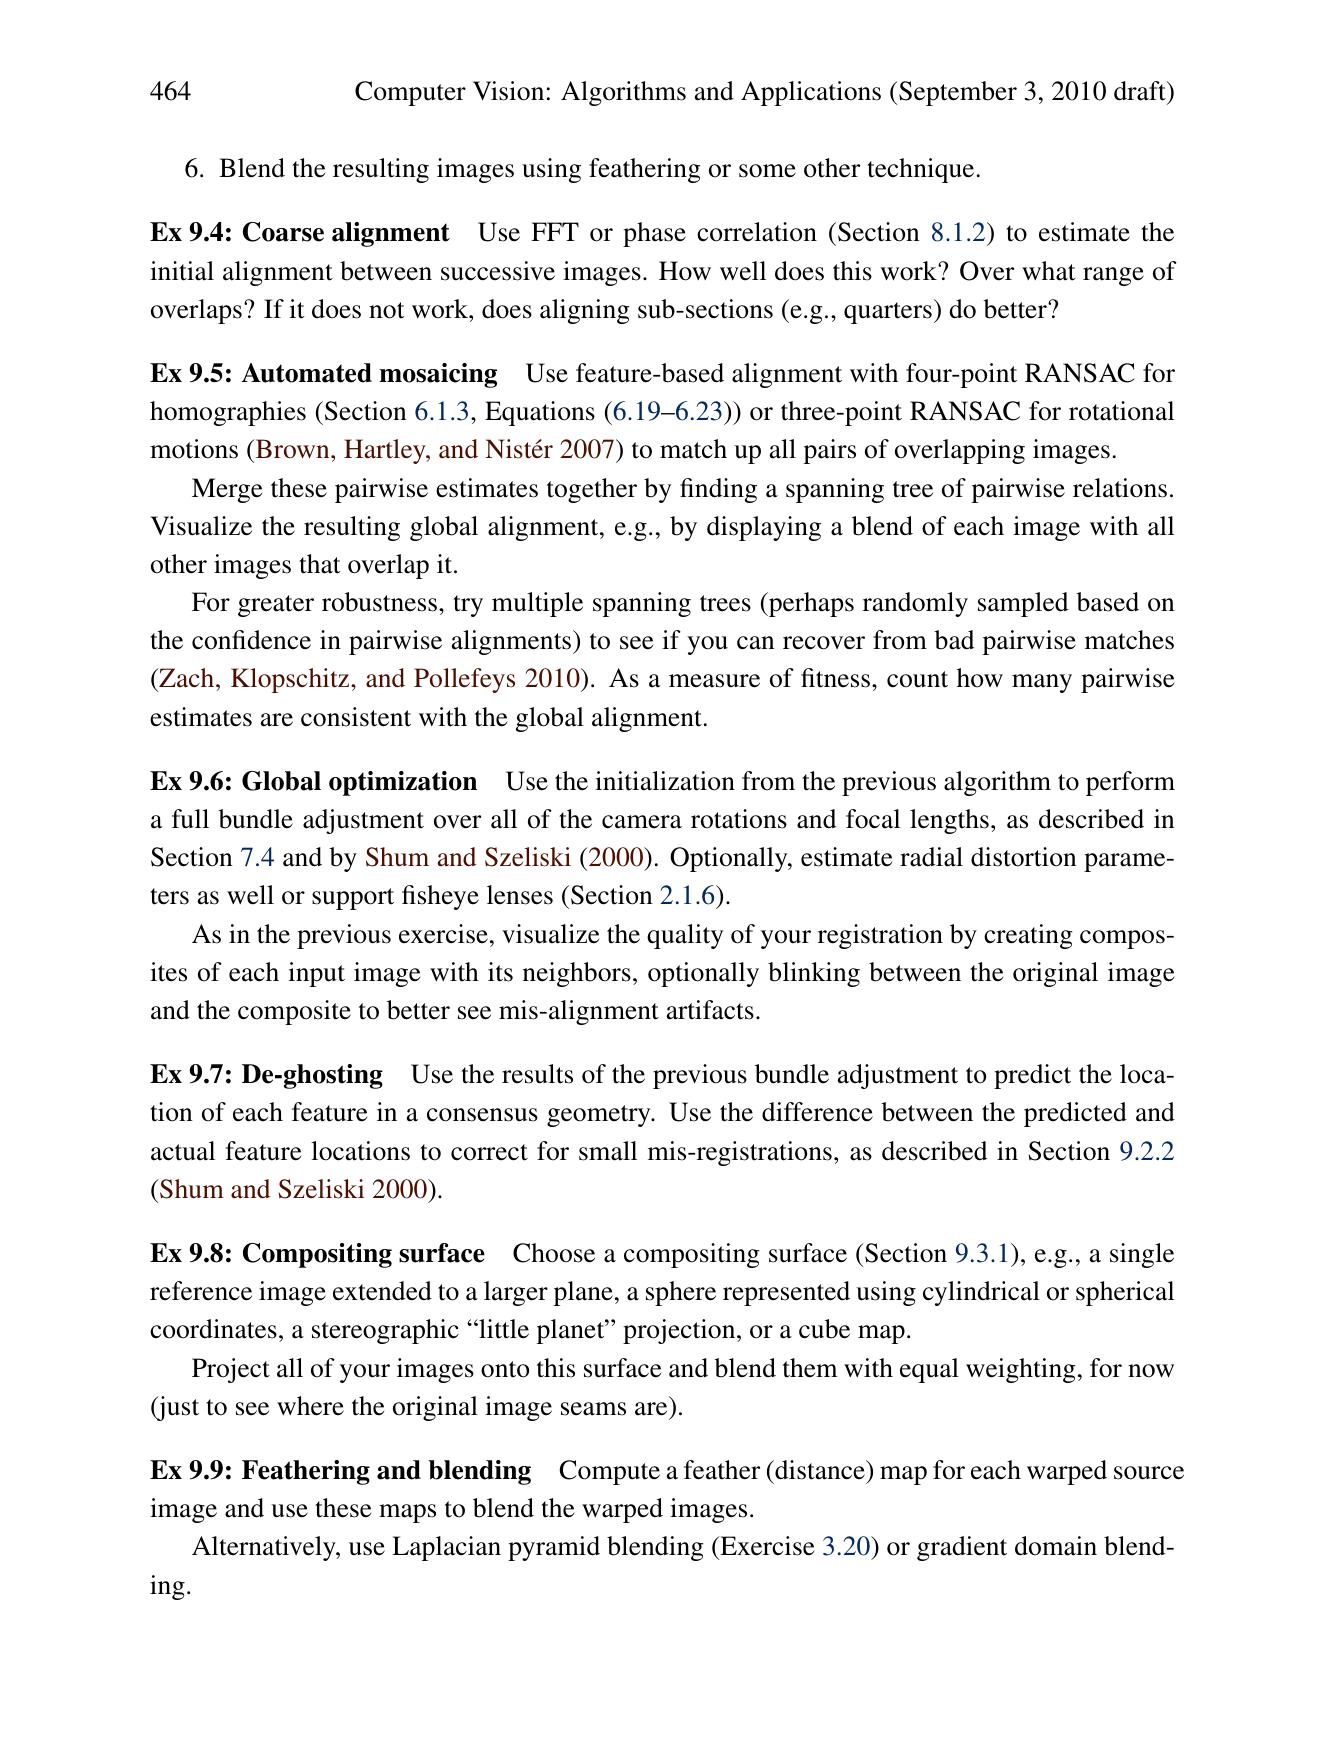 464 Computer Vision: Algorithms and Applications (September 3, 2010 draft)
6. Blend the resulting images using feathering or some other technique.
Ex 9.4: Coarse alignment Use FFT or phase correlation (Section 8.1.2) to estimate the
initial alignment between successive images. How well does this work? Over what range of
overlaps? If it does not work, does aligning sub-sections (e.g., quarters) do better?
Ex 9.5: Automated mosaicing Use feature-based alignment with four-point RANSAC for
homographies (Section 6.1.3, Equations (6.19–6.23)) or three-point RANSAC for rotational
motions (Brown, Hartley, and Nistér 2007) to match up all pairs of overlapping images.
Merge these pairwise estimates together by finding a spanning tree of pairwise relations.
Visualize the resulting global alignment, e.g., by displaying a blend of each image with all
other images that overlap it.
For greater robustness, try multiple spanning trees (perhaps randomly sampled based on
the confidence in pairwise alignments) to see if you can recover from bad pairwise matches
(Zach, Klopschitz, and Pollefeys 2010). As a measure of fitness, count how many pairwise
estimates are consistent with the global alignment.
Ex 9.6: Global optimization Use the initialization from the previous algorithm to perform
a full bundle adjustment over all of the camera rotations and focal lengths, as described in
Section 7.4 and by Shum and Szeliski (2000). Optionally, estimate radial distortion parame-
ters as well or support fisheye lenses (Section 2.1.6).
As in the previous exercise, visualize the quality of your registration by creating compos-
ites of each input image with its neighbors, optionally blinking between the original image
and the composite to better see mis-alignment artifacts.
Ex 9.7: De-ghosting Use the results of the previous bundle adjustment to predict the loca-
tion of each feature in a consensus geometry. Use the difference between the predicted and
actual feature locations to correct for small mis-registrations, as described in Section 9.2.2
(Shum and Szeliski 2000).
Ex 9.8: Compositing surface Choose a compositing surface (Section 9.3.1), e.g., a single
reference image extended to a larger plane, a sphere represented using cylindrical or spherical
coordinates, a stereographic “little planet” projection, or a cube map.
Project all of your images onto this surface and blend them with equal weighting, for now
(just to see where the original image seams are).
Ex 9.9: Feathering and blending Compute a feather (distance) map for each warped source
image and use these maps to blend the warped images.
Alternatively, use Laplacian pyramid blending (Exercise 3.20) or gradient domain blend-
ing.